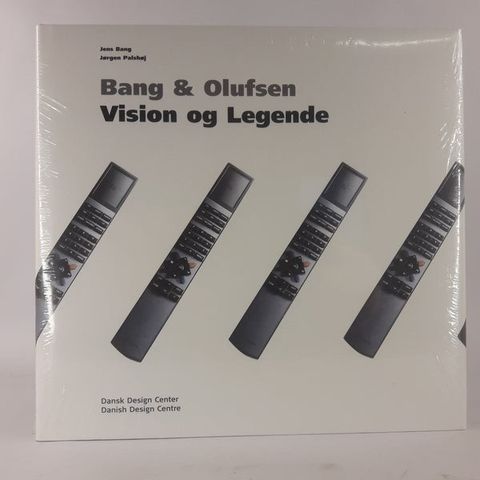 Jens Bang
Jørgen Palshøj
Bang & Olufsen
Vision og Legende
Dansk Design Center
Danish Design Centre